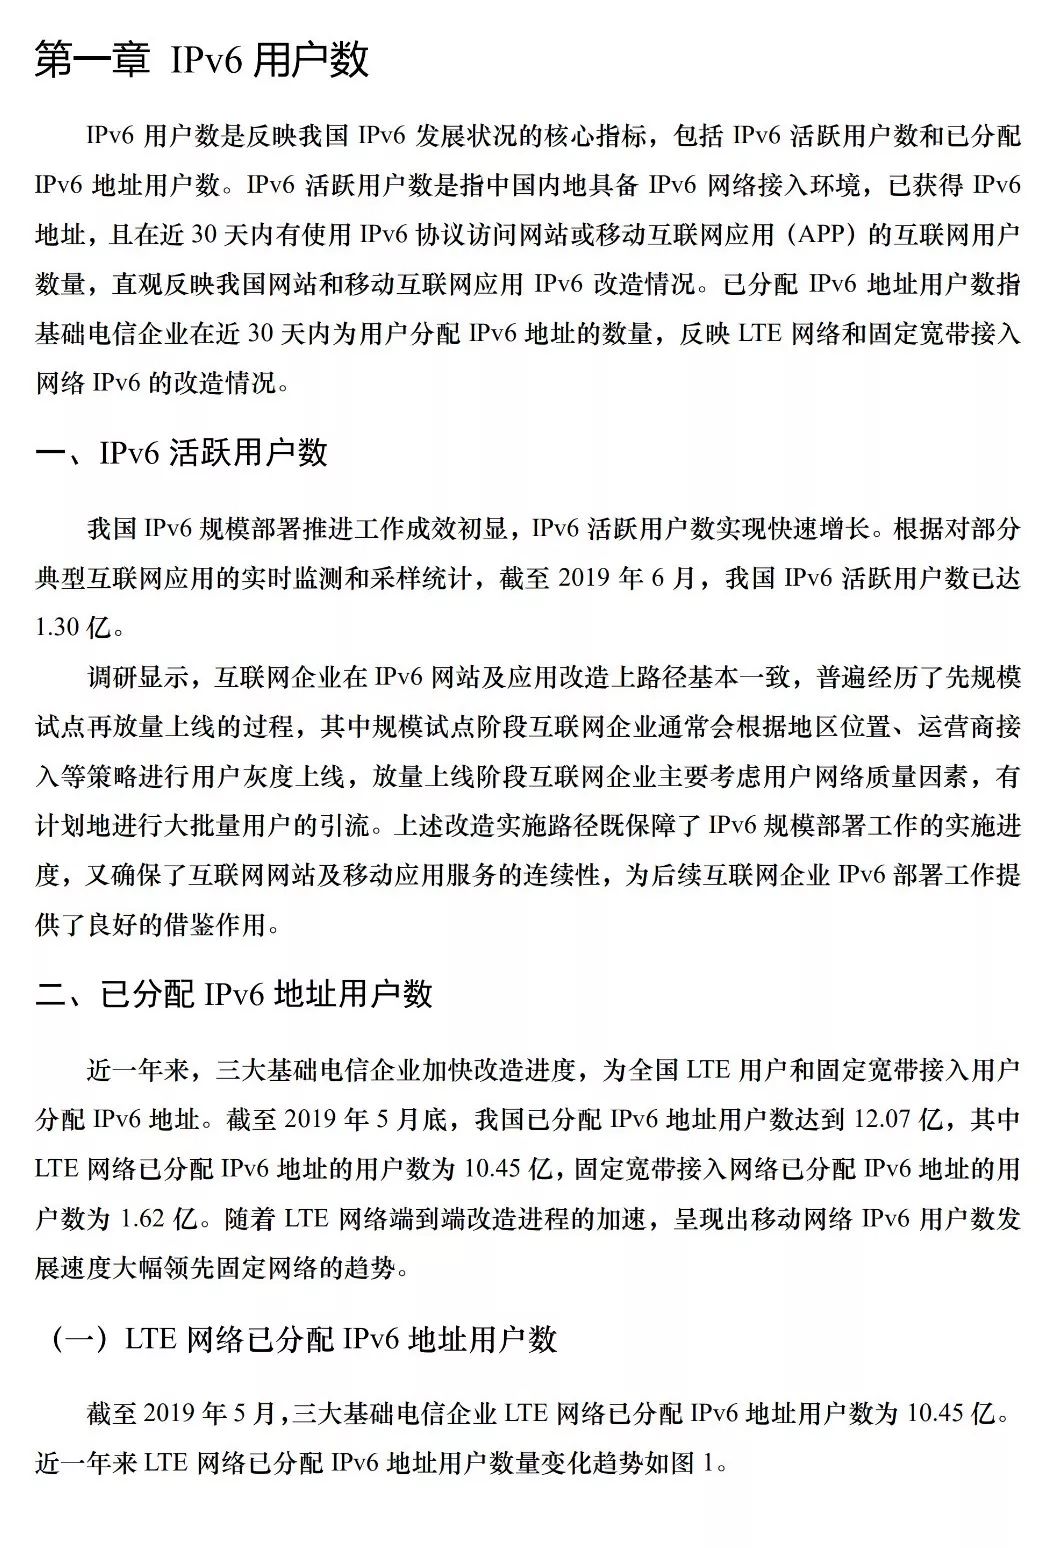 第一章 IPv6 用户数
IPv6 用户数是反映我国 IPv6 发展状况的核心指标，包括 IPv6 活跃用户数和已分配
IPv6 地址用户数。IPv6 活跃用户数是指中国内地具备 IPv6 网络接入环境，已获得 IPv6
地址，且在近 30 天内有使用 IPv6 协议访问网站或移动互联网应用（APP）的互联网用户
数量，直观反映我国网站和移动互联网应用 IPv6 改造情况。已分配 IPv6 地址用户数指
基础电信企业在近 30 天内为用户分配 IPv6 地址的数量，反映 LTE 网络和固定宽带接入
网络 IPv6 的改造情况。
一、IPv6 活跃用户数
我国 IPv6 规模部署推进工作成效初显，IPv6 活跃用户数实现快速增长。根据对部分
典型互联网应用的实时监测和采样统计，截至 2019 年 6 月，我国 IPv6 活跃用户数已达
1.30 亿。
调研显示，互联网企业在 IPv6 网站及应用改造上路径基本一致，普遍经历了先规模
试点再放量上线的过程，其中规模试点阶段互联网企业通常会根据地区位置、运营商接
入等策略进行用户灰度上线，放量上线阶段互联网企业主要考虑用户网络质量因素，有
计划地进行大批量用户的引流。上述改造实施路径既保障了 IPv6 规模部署工作的实施进
度，又确保了互联网网站及移动应用服务的连续性，为后续互联网企业 IPv6 部署工作提
供了良好的借鉴作用。
二、已分配 IPv6 地址用户数
近一年来，三大基础电信企业加快改造进度，为全国 LTE 用户和固定宽带接入用户
分配 IPv6 地址。截至 2019 年 5 月底，我国已分配 IPv6 地址用户数达到 12.07 亿，其中
LTE 网络已分配 IPv6 地址的用户数为 10.45 亿，固定宽带接入网络已分配 IPv6 地址的用
户数为 1.62 亿。随着 LTE 网络端到端改造进程的加速，呈现出移动网络 IPv6 用户数发
展速度大幅领先固定网络的趋势。
（一）LTE 网络已分配 IPv6 地址用户数
截至 2019 年 5 月，三大基础电信企业 LTE 网络已分配 IPv6 地址用户数为 10.45 亿。
近一年来 LTE 网络已分配 IPv6 地址用户数量变化趋势如图 1。